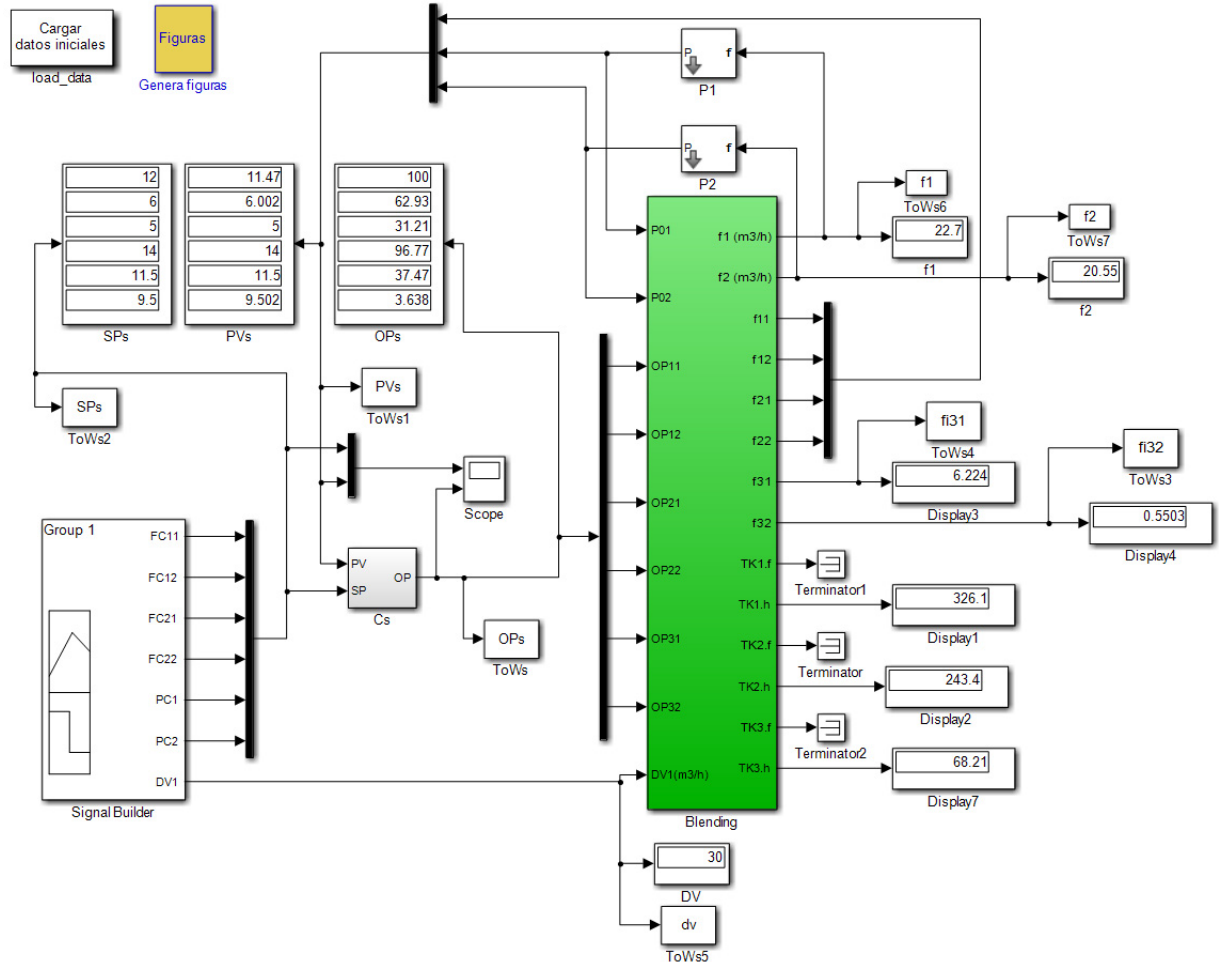 Cargar
datos iniciales
load_data
Figuras
Genera figuras
P
f
P1
P
f
P2
12
6
5
14
11.5
9.5
SPs
11.47
6.002
5
14
11.5
9.502
PVs
100
62.93
31.21
96.77
37.47
3.638
OPs
SPs
ToWs2
PVs
ToWs1
Scope
PV
SP
OP
Cs
OPs
ToWs
Group 1
FC11
FC12
FC21
FC22
PC1
PC2
DV1
Signal Builder
P01
P02
OP11
OP12
OP21
OP22
OP31
OP32
DV1(m3/h)
f1 (m3/h)
f2 (m3/h)
f11
f12
f21
f22
f31
f32
TK1.f
TK1.h
TK2.f
TK2.h
TK3.f
TK3.h
Blending
f1
ToWs6
22.7
f1
f2
ToWs7
20.55
f2
fi31
ToWs4
6.224
Display3
fi32
ToWs3
0.5503
Display4
Terminator1
326.1
Display1
Terminator
243.4
Display2
Terminator2
68.21
Display7
30
DV
dv
ToWs5